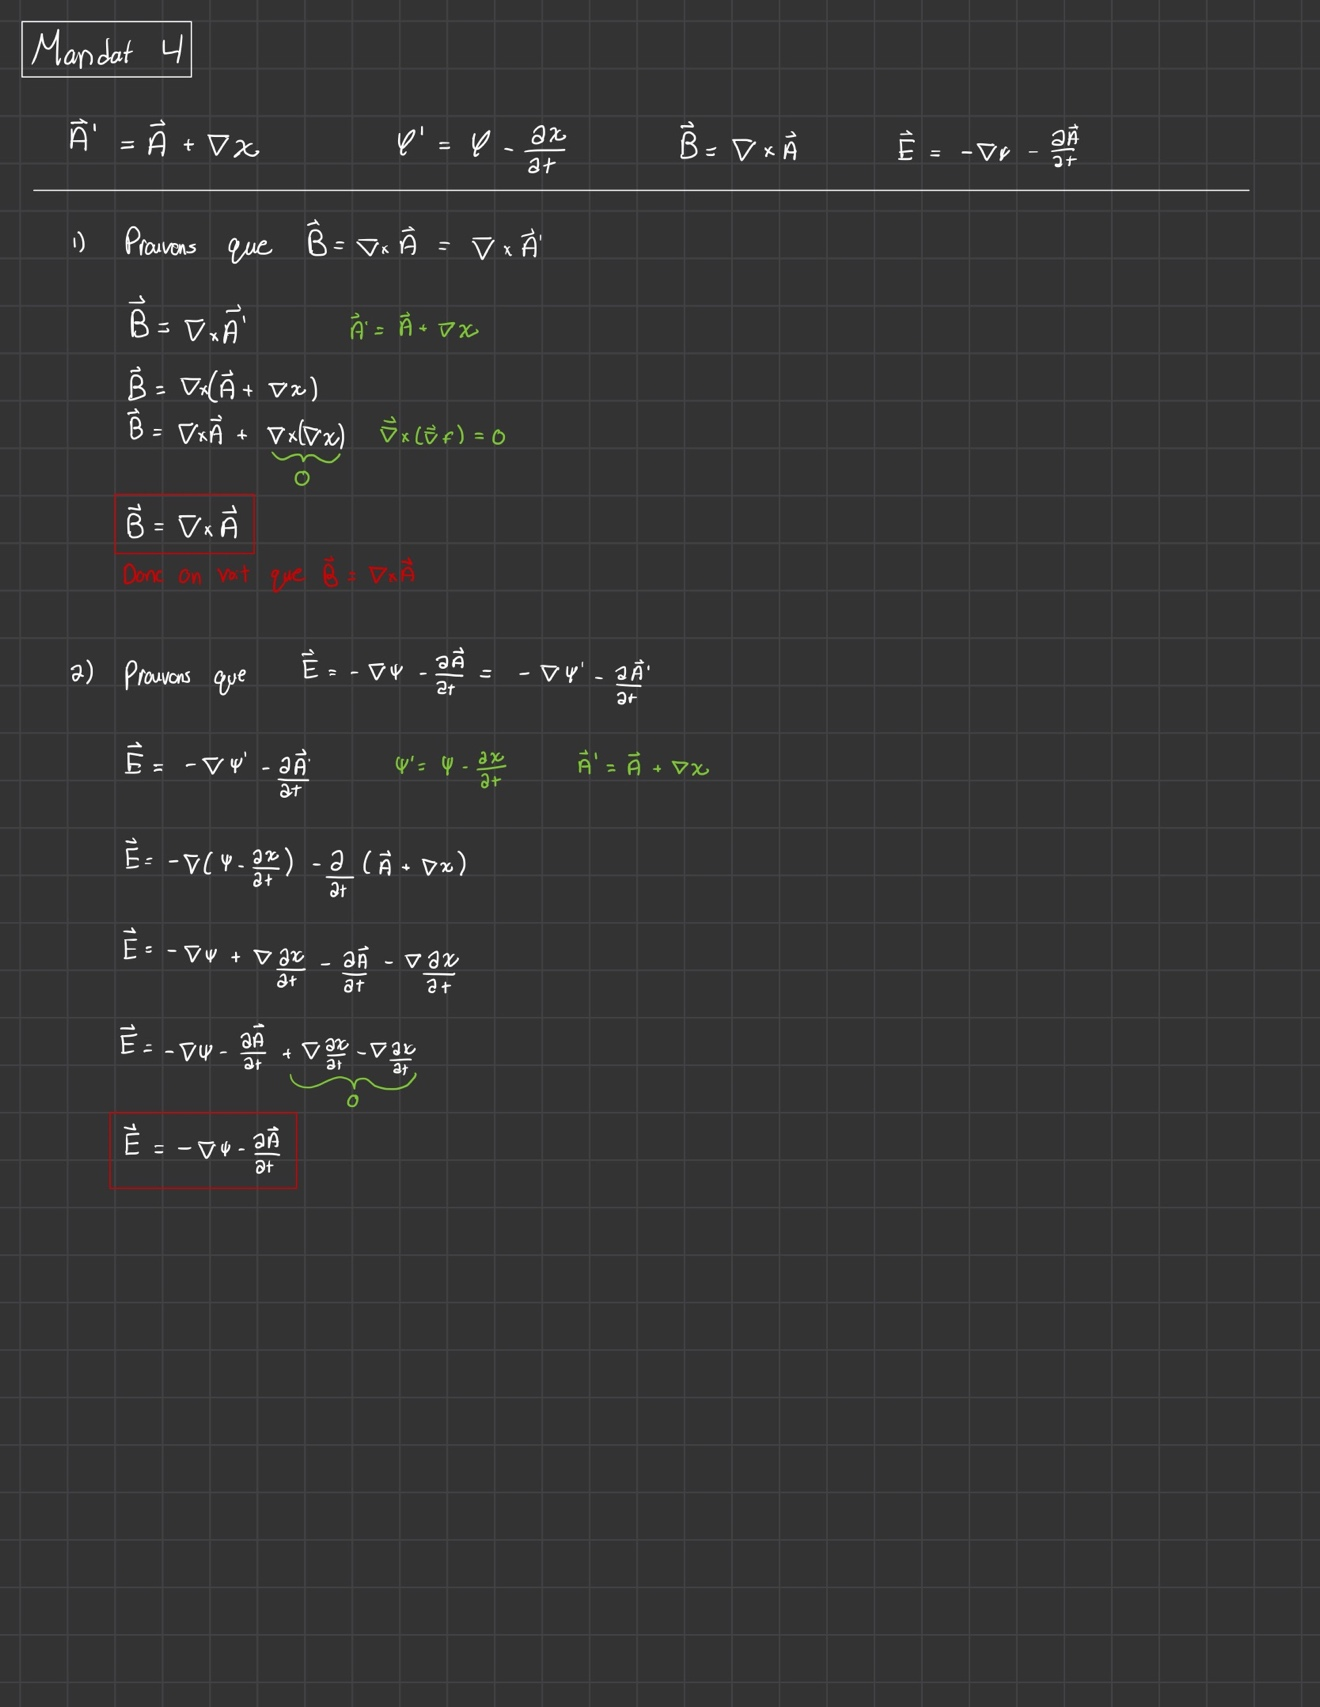 Mandat 4
A⃗' = A⃗ + ∇x    φ' = φ - ∂x/∂t    B⃗ = ∇ × A⃗    E⃗ = -∇φ - ∂A⃗/∂t
1) Prouvons que B⃗ = ∇×A⃗ = ∇×A⃗'
B⃗ = ∇×A⃗'    A⃗' = A⃗ + ∇x
B⃗ = ∇×(A⃗ + ∇x)
B⃗ = ∇×A⃗ + ∇×(∇x)    ∇⃗×(∇⃗f) = 0
0
B⃗ = ∇×A⃗
Donc on voit que B⃗ = ∇×A⃗
2) Prouvons que E⃗ = -∇ψ - ∂A⃗/∂t = -∇ψ' - ∂A⃗'/∂t
E⃗ = -∇ψ' - ∂A⃗'/∂t    ψ' = ψ - ∂x/∂t    A⃗' = A⃗ + ∇x
E⃗ = -∇(ψ - ∂x/∂t) - ∂/∂t (A⃗ + ∇x)
E⃗ = -∇ψ + ∇∂x/∂t - ∂A⃗/∂t - ∇∂x/∂t
E⃗ = -∇ψ - ∂A⃗/∂t + ∇∂x/∂t - ∇∂x/∂t
0
E⃗ = -∇ψ - ∂A⃗/∂t